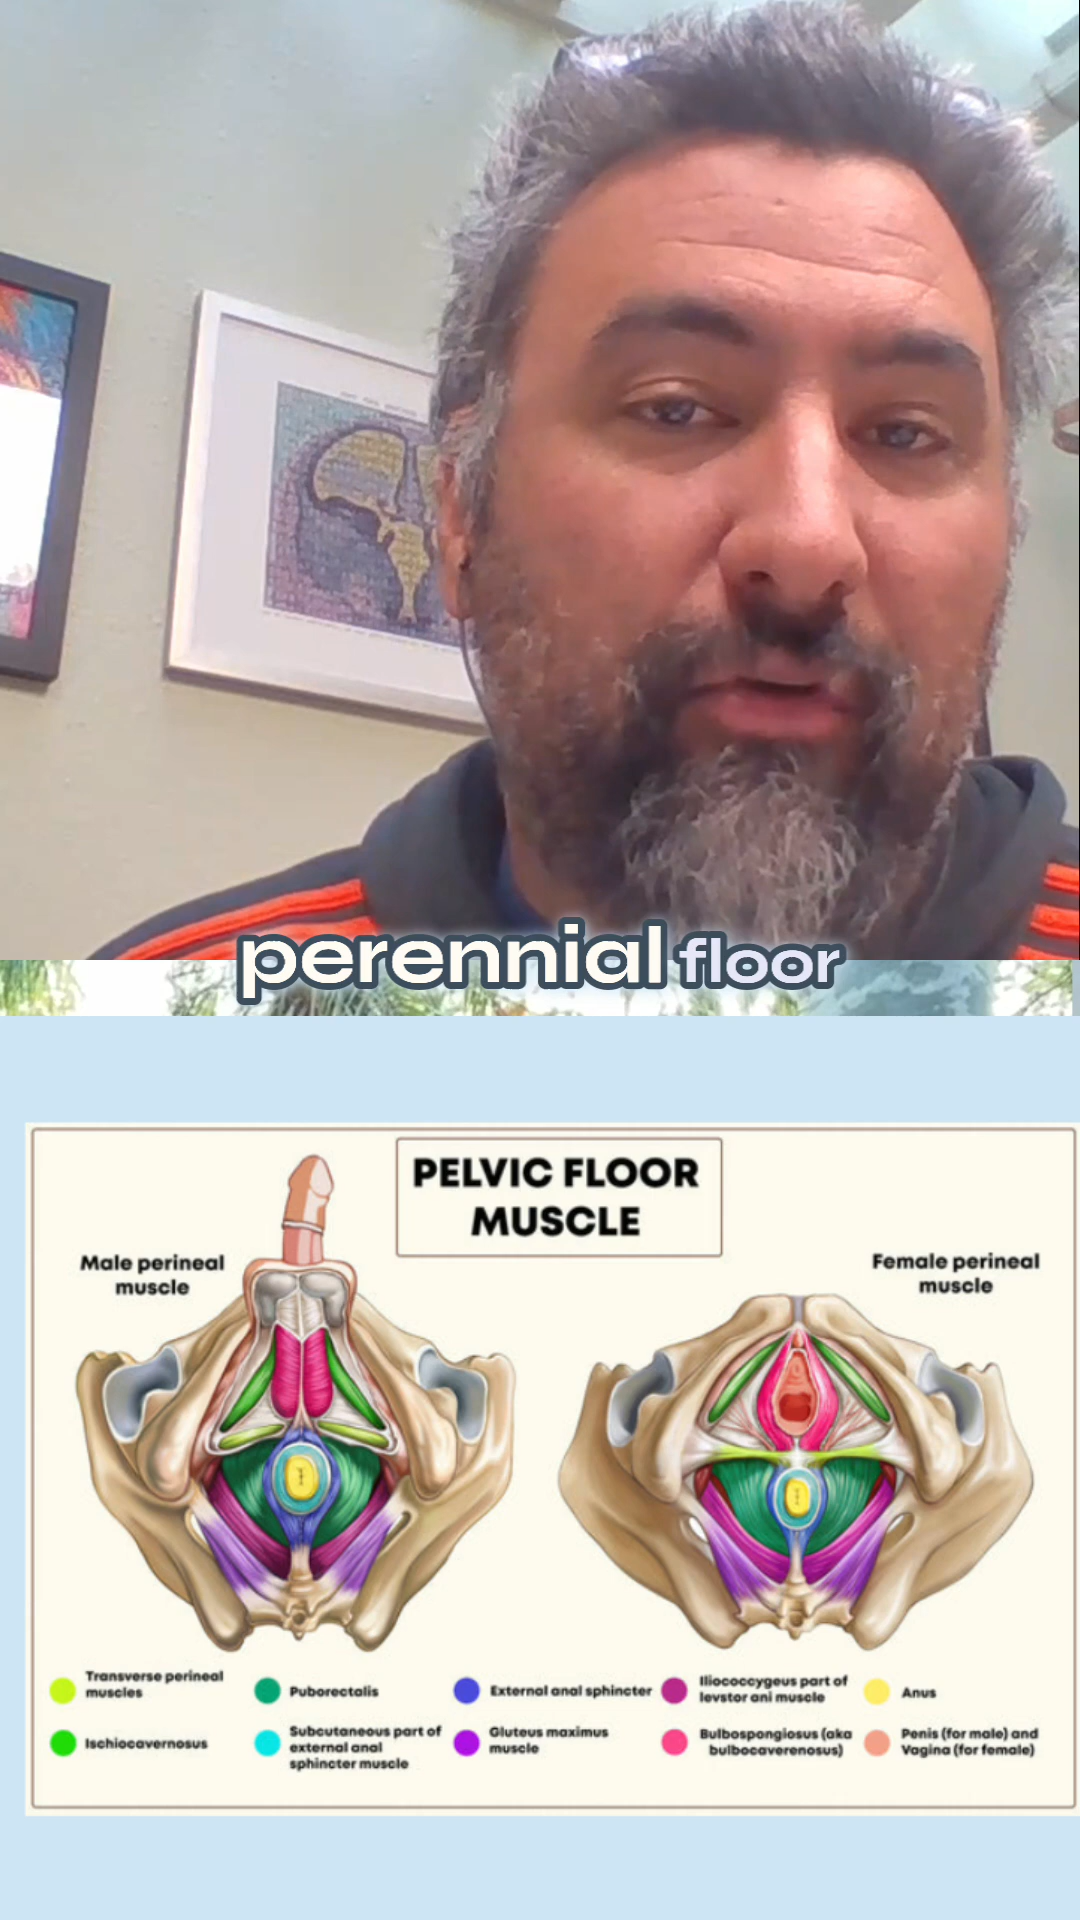 perennial floor
PELVIC FLOOR
MUSCLE
Male perineal
muscle
Female perineal
muscle
Transverse perineal
muscles
Puborectalis
External anal sphincter
Iliococcygeus part of
levstor ani muscle
Anus
Ischiocavernosus
Subcutaneous part of
external anal
sphincter muscle
Gluteus maximus
muscle
Bulbospongiosus (aka
bulbocaverenosus)
Penis (for male) and
Vagina (for female)